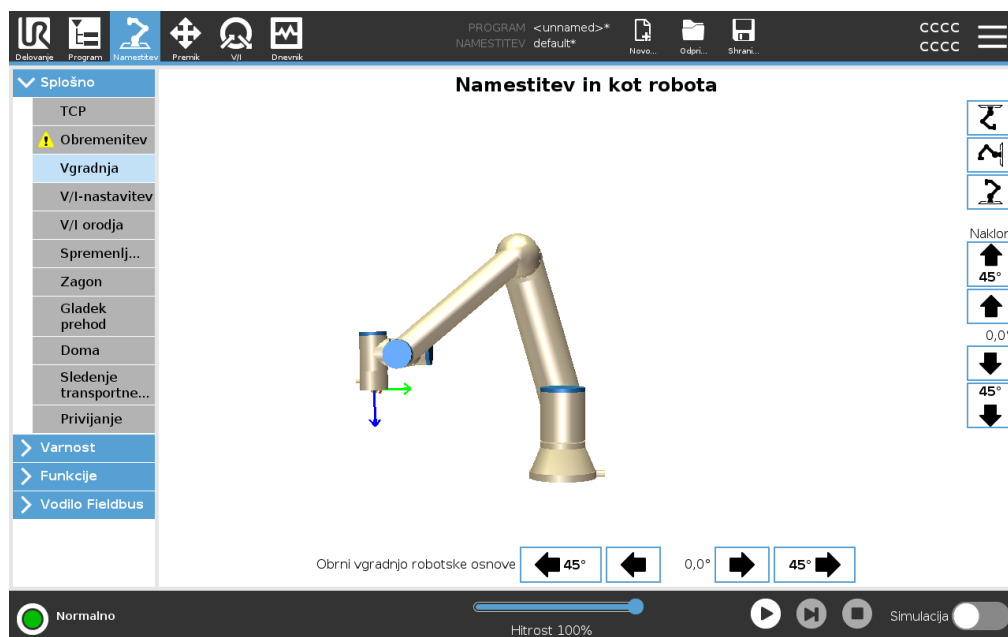 PROGRAM <unnamed>*
NAMESTITEV default*
Delovanje Program Namestitev Premik V/I Dnevnik Novo... Odpri... Shrani...
CCCC
CCCC
Splošno
TCP
Obremenitev
Vgradnja
V/I-nastavitev
V/I orodja
Spremenlj...
Zagon
Gladek
prehod
Doma
Sledenje
transportne...
Privijanje
Varnost
Funkcije
Vodilo Fieldbus
Namestitev in kot robota
Naklon
45°
0,0°
45°
Obrni vgradnjo robotske osnove 45° 0,0° 45°
Normalno
Hitrost 100%
Simulacija